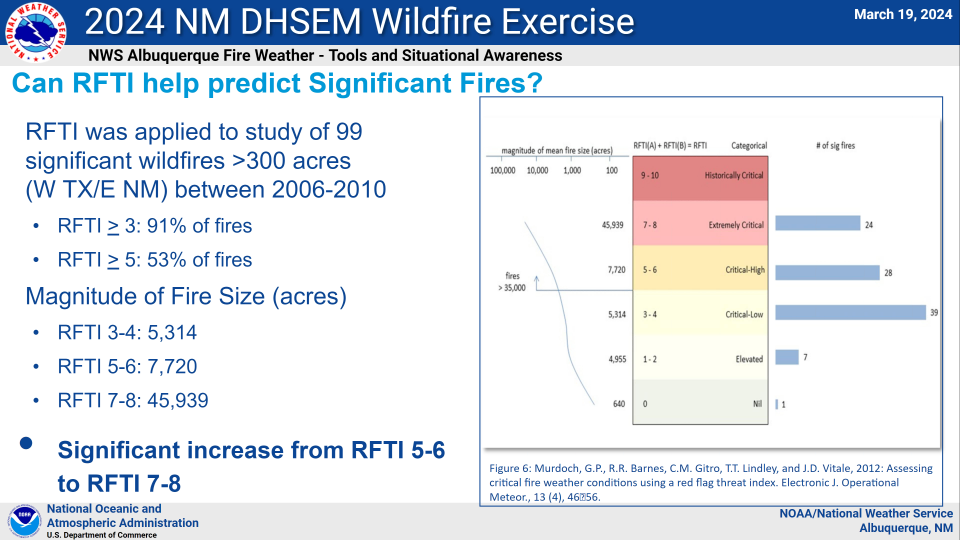 2024 NM DHSEM Wildfire Exercise
March 19, 2024
NATIONAL WEATHER SERVICE
NWS Albuquerque Fire Weather - Tools and Situational Awareness
Can RFTI help predict Significant Fires?
RFTI was applied to study of 99
significant wildfires >300 acres
(W TX/E NM) between 2006-2010
• RFTI ≥ 3: 91% of fires
• RFTI ≥ 5: 53% of fires
Magnitude of Fire Size (acres)
• RFTI 3-4: 5,314
• RFTI 5-6: 7,720
• RFTI 7-8: 45,939
• Significant increase from RFTI 5-6
to RFTI 7-8
magnitude of mean fire size (acres) RFTI(A) + RFTI(B) = RFTI Categorical # of sig fires
100,000 10,000 1,000 100
9 - 10 Historically Critical
45,939 7 - 8 Extremely Critical 24
7,720 5 - 6 Critical-High 28
fires
> 35,000
5,314 3 - 4 Critical-Low 39
4,955 1 - 2 Elevated 7
640 0 Nil 1
Figure 6: Murdoch, G.P., R.R. Barnes, C.M. Gitro, T.T. Lindley, and J.D. Vitale, 2012: Assessing
critical fire weather conditions using a red flag threat index. Electronic J. Operational
Meteor., 13 (4), 46�56.
NOAA
National Oceanic and
Atmospheric Administration
U.S. Department of Commerce
NOAA/National Weather Service
Albuquerque, NM